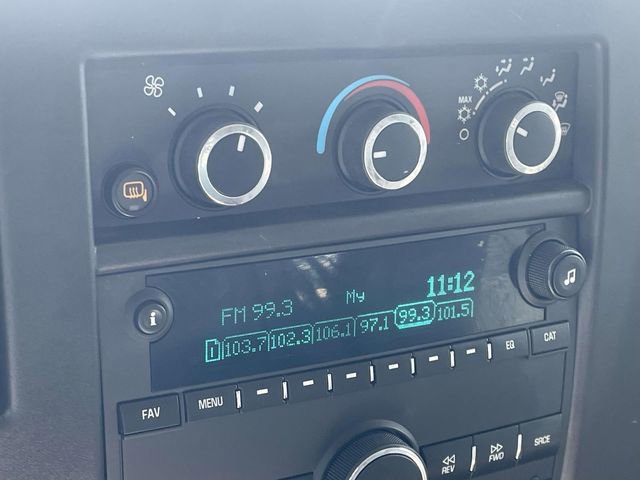 MAX
FM 99.3 My 11:12
1 103.7 102.3 106.1 97.1 99.3 101.5
i
FAV MENU EQ CAT
REV FWD SRCE